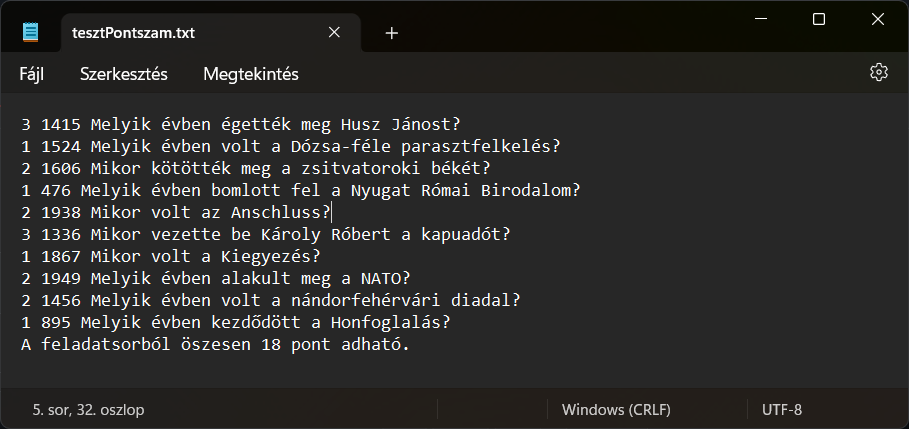 tesztPontszam.txt
Fájl Szerkesztés Megtekintés
3 1415 Melyik évben égették meg Husz Jánost?
1 1524 Melyik évben volt a Dózsa-féle parasztfelkelés?
2 1606 Mikor kötötték meg a zsitvatoroki békét?
1 476 Melyik évben bomlott fel a Nyugat Római Birodalom?
2 1938 Mikor volt az Anschluss?
3 1336 Mikor vezette be Károly Róbert a kapuadót?
1 1867 Mikor volt a Kiegyezés?
2 1949 Melyik évben alakult meg a NATO?
2 1456 Melyik évben volt a nándorfehérvári diadal?
1 895 Melyik évben kezdődött a Honfoglalás?
A feladatsorból öszesen 18 pont adható.
5. sor, 32. oszlop Windows (CRLF) UTF-8